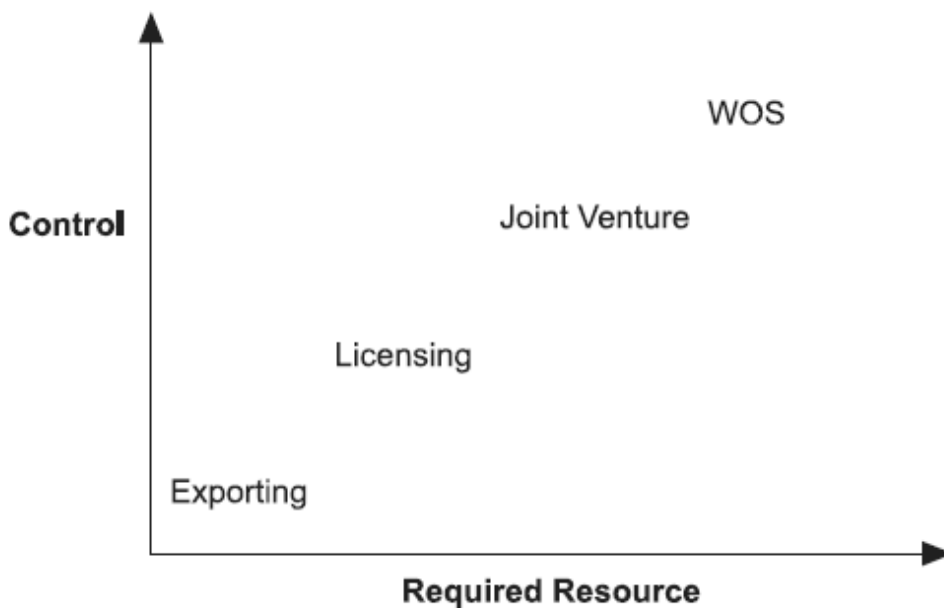 WOS
Joint Venture
Control
Licensing
Exporting
Required Resource